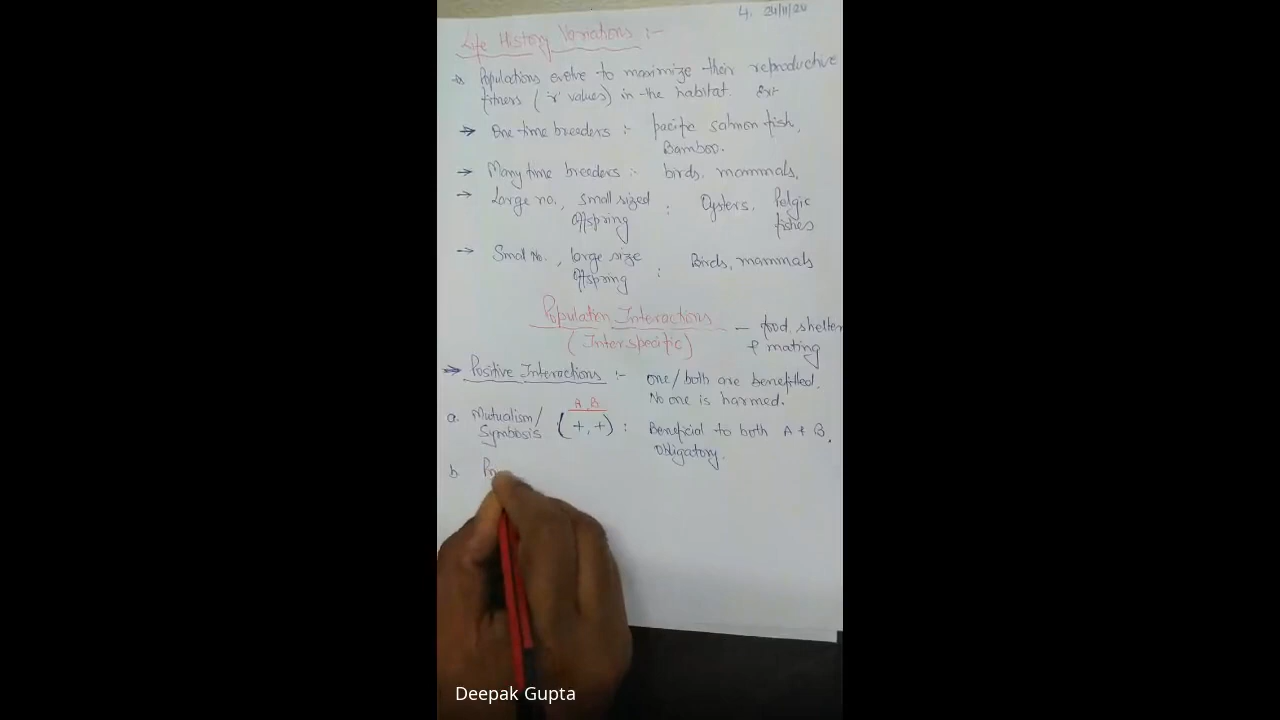 4. 24/11/20
Life History Variations :-
Populations evolve to maximize their reproductive
fitness ('r' values) in the habitat. Ex:-
→ One time breeders :- pacific salmon fish,
Bamboo.
→ Many time breeders :- birds, mammals,
→ Large no., small sized offspring : Oysters, Pelgic
fishes
→ Small No., large size offspring : Birds, mammals
Population Interactions — food, shelter
(Interspecific) & mating
→ Positive Interactions :- one/both are benefitted.
No one is harmed.
A, B
a. Mutualism/ (+, +) : Beneficial to both A & B.
Symbosis obligatory.
b
Deepak Gupta